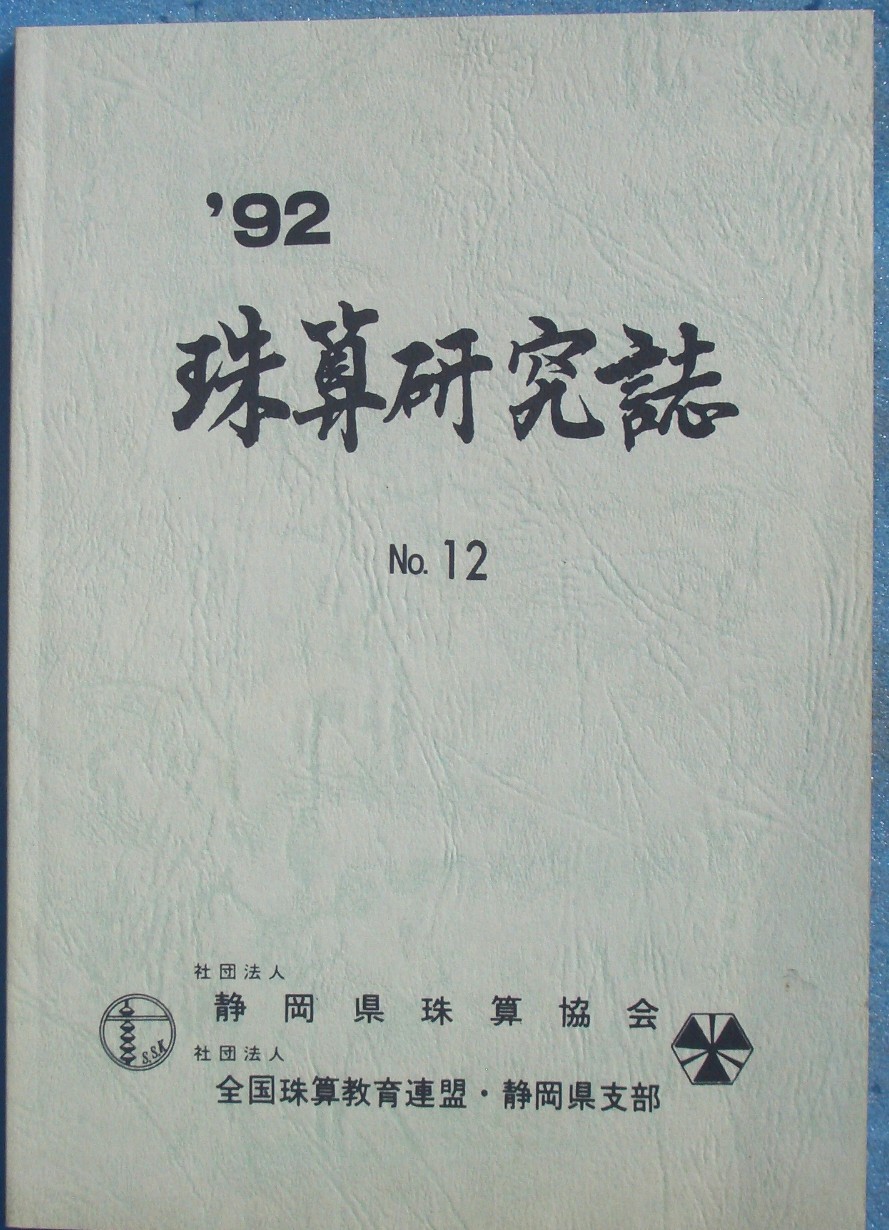 '92
珠算研究誌
No.12
社団法人
静岡県珠算協会
S.S.K
社団法人
全国珠算教育連盟・静岡県支部